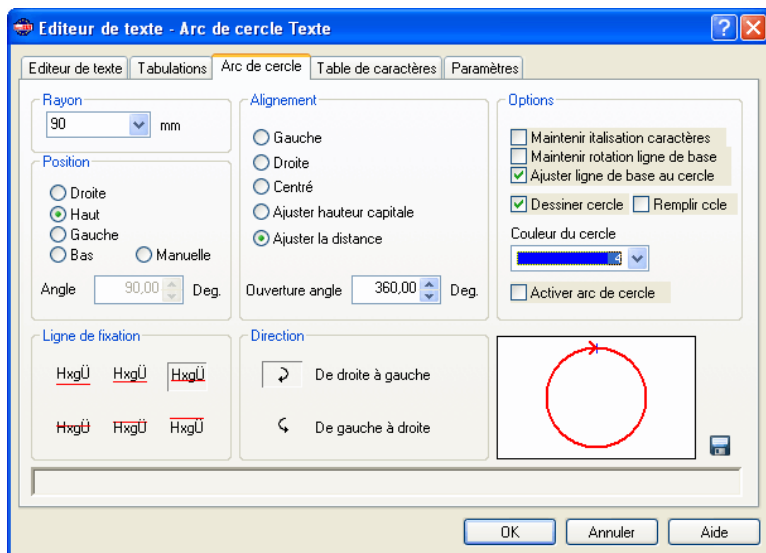 Editeur de texte - Arc de cercle Texte
Editeur de texte Tabulations Arc de cercle Table de caractères Paramètres
Rayon
90 mm
Position
Droite
Haut
Gauche
Bas Manuelle
Angle 90,00 Deg.
Alignement
Gauche
Droite
Centré
Ajuster hauteur capitale
Ajuster la distance
Ouverture angle 360,00 Deg.
Options
Maintenir italisation caractères
Maintenir rotation ligne de base
Ajuster ligne de base au cercle
Dessiner cercle Remplir ccle
Couleur du cercle
4
Activer arc de cercle
Ligne de fixation
HxgÜ HxgÜ HxgÜ
HxgÜ HxgÜ HxgÜ
Direction
De droite à gauche
De gauche à droite
OK Annuler Aide